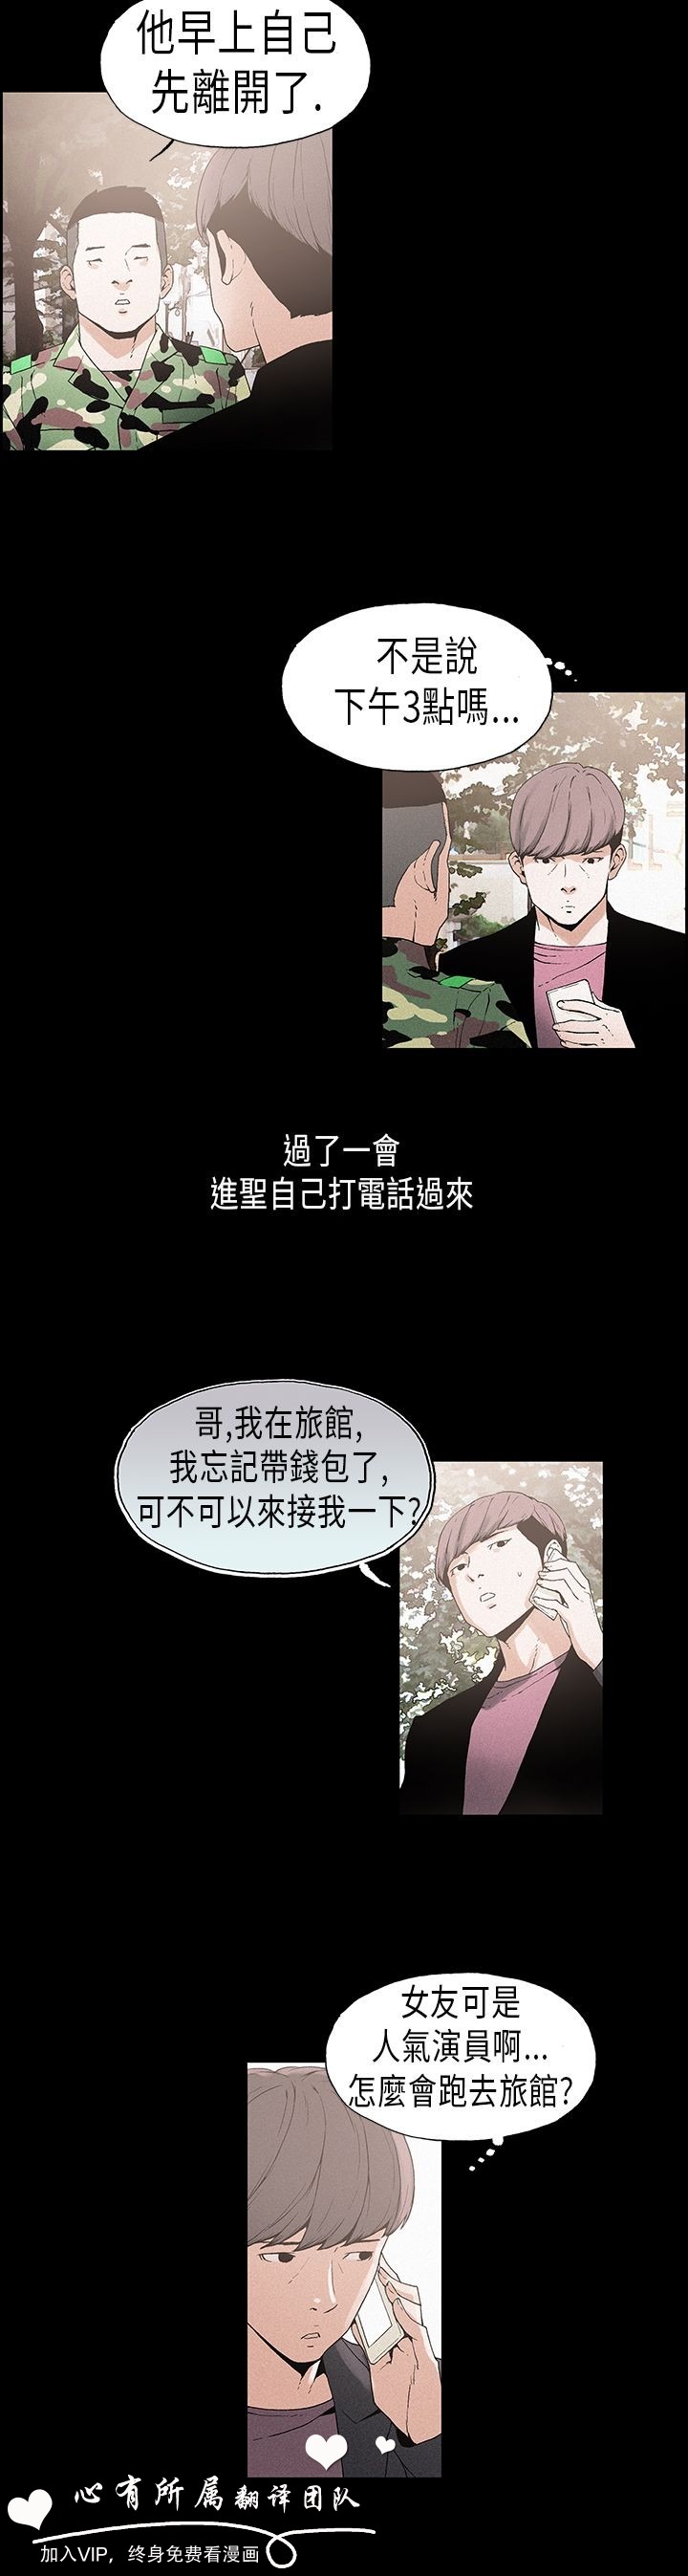 他早上自己
先離開了.
不是說
下午3點嗎...
過了一會
進聖自己打電話過來
哥,我在旅館,
我忘記帶錢包了,
可不可以來接我一下?
女友可是
人氣演員啊...
怎麼會跑去旅館?
心有所属翻译团队
加入VIP，终身免费看漫画